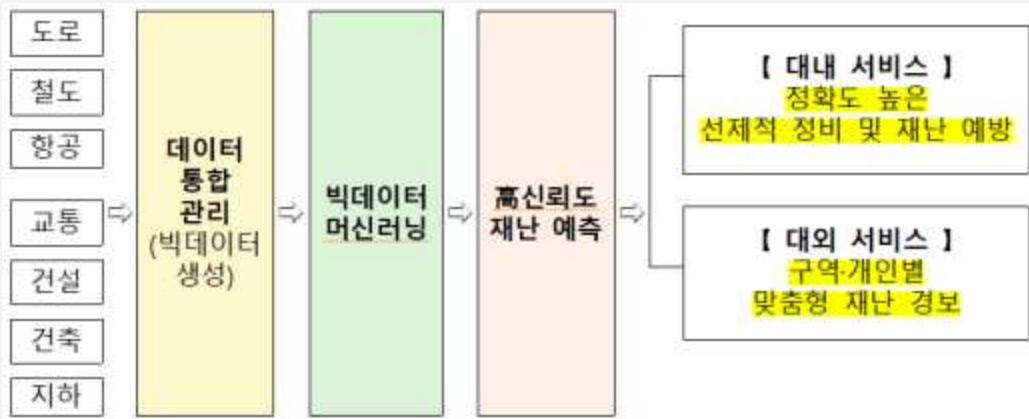 도로
철도
항공
교통
건설
건축
지하
데이터
통합
관리
(빅데이터
생성)
빅데이터
머신러닝
高신뢰도
재난 예측
【 대내 서비스 】
정확도 높은
선제적 정비 및 재난 예방
【 대외 서비스 】
구역·개인별
맞춤형 재난 경보